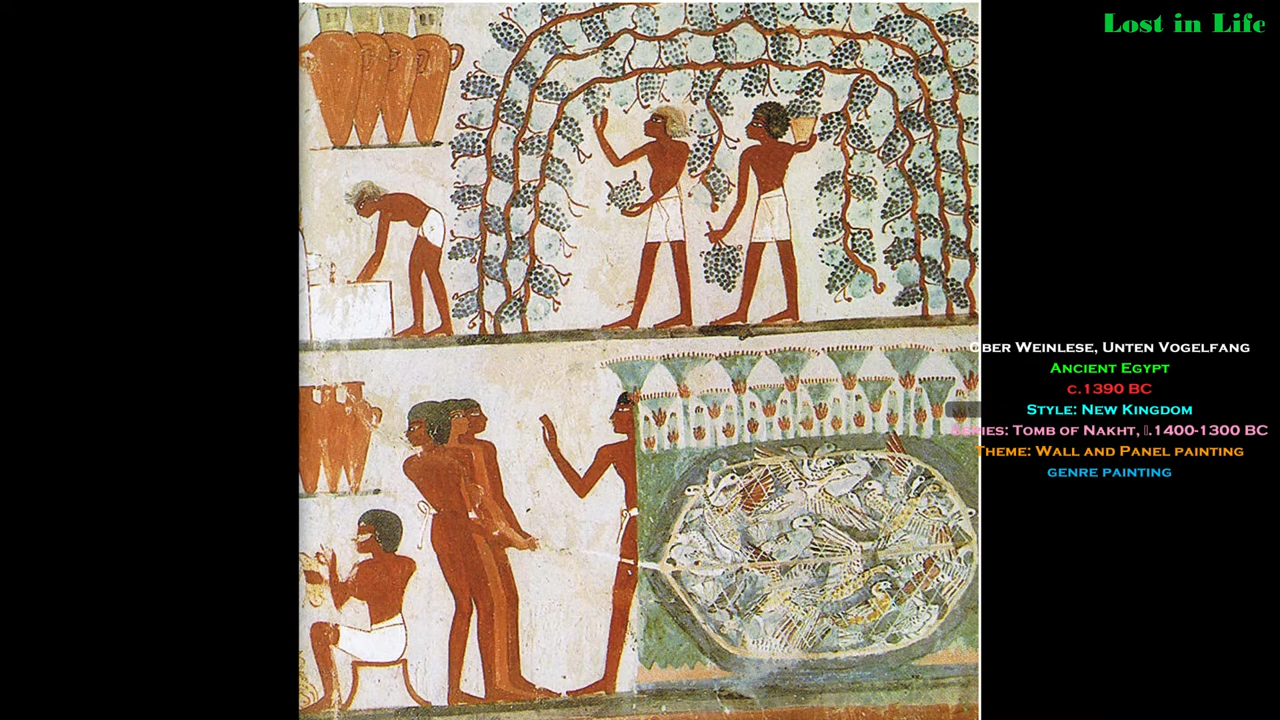 Lost in Life
Ober Weinlese, Unten Vogelfang
Ancient Egypt
c.1390 BC
Style: New Kingdom
Series: Tomb of Nakht, .1400-1300 BC
Theme: Wall and Panel painting
genre painting